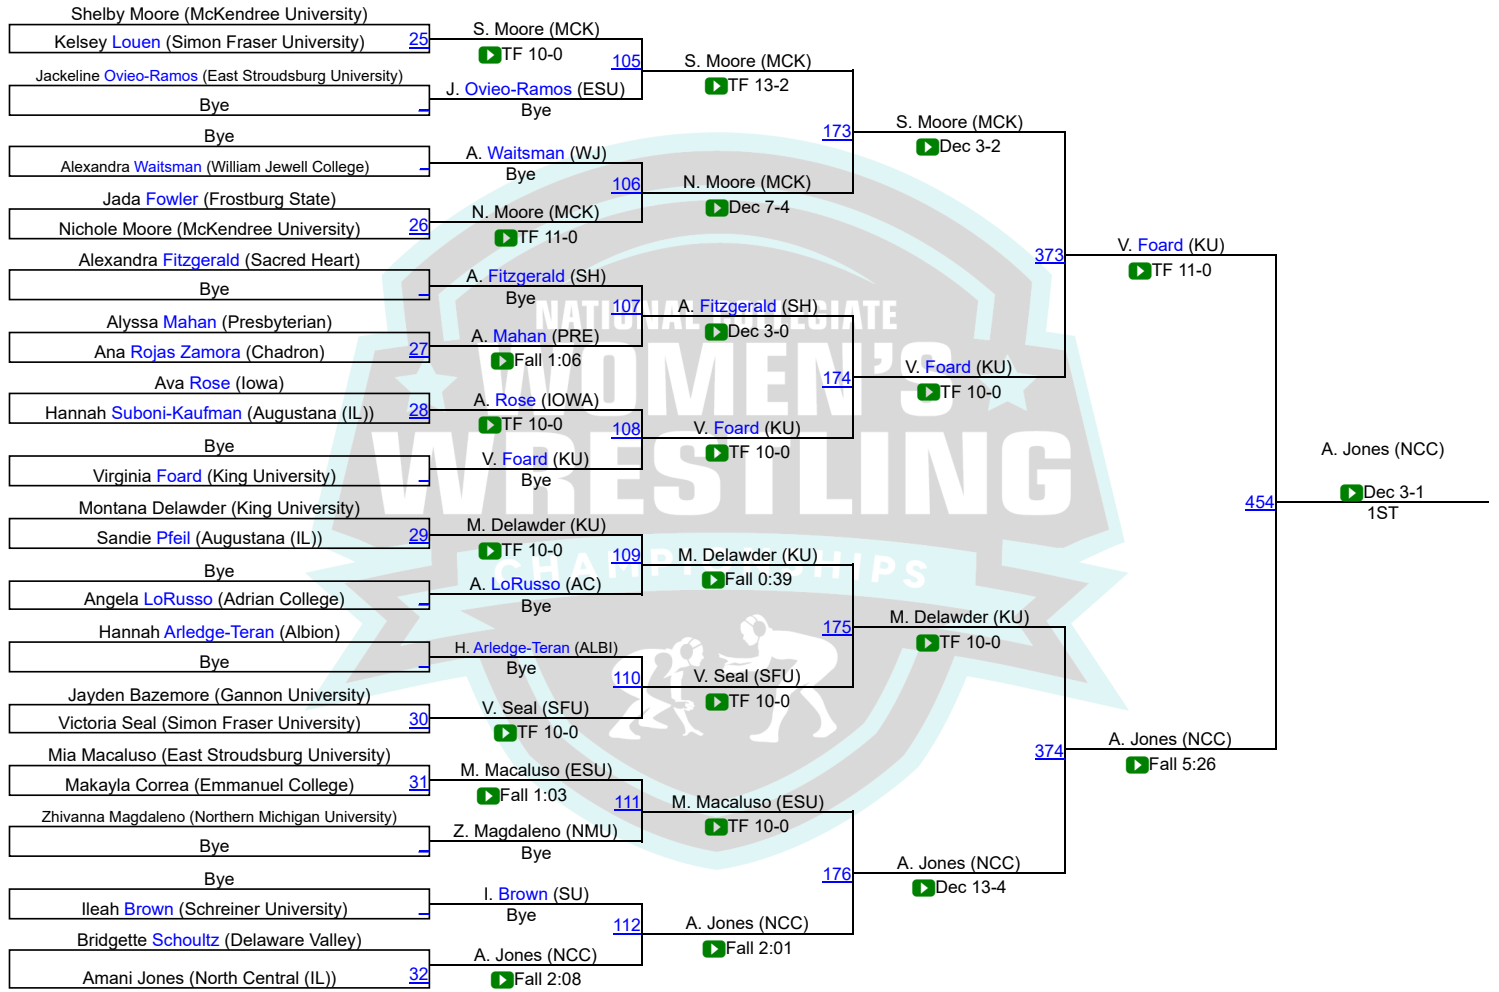 Shelby Moore (McKendree University)
Kelsey Louen (Simon Fraser University) 25
Jackeline Ovieo-Ramos (East Stroudsburg University)
Bye _
Bye
Alexandra Waitsman (William Jewell College) _
Jada Fowler (Frostburg State)
Nichole Moore (McKendree University) 26
Alexandra Fitzgerald (Sacred Heart)
Bye _
Alyssa Mahan (Presbyterian)
Ana Rojas Zamora (Chadron) 27
Ava Rose (Iowa)
Hannah Suboni-Kaufman (Augustana (IL)) 28
Bye
Virginia Foard (King University) _
Montana Delawder (King University)
Sandie Pfeil (Augustana (IL)) 29
Bye
Angela LoRusso (Adrian College) _
Hannah Arledge-Teran (Albion)
Bye _
Jayden Bazemore (Gannon University)
Victoria Seal (Simon Fraser University) 30
Mia Macaluso (East Stroudsburg University)
Makayla Correa (Emmanuel College) 31
Zhivanna Magdaleno (Northern Michigan University)
Bye _
Bye
Ileah Brown (Schreiner University) _
Bridgette Schoultz (Delaware Valley)
Amani Jones (North Central (IL)) 32
S. Moore (MCK)
TF 10-0
105
J. Ovieo-Ramos (ESU)
Bye
A. Waitsman (WJ)
Bye
106
N. Moore (MCK)
TF 11-0
A. Fitzgerald (SH)
Bye
107
A. Mahan (PRE)
Fall 1:06
A. Rose (IOWA)
TF 10-0
108
V. Foard (KU)
Bye
M. Delawder (KU)
TF 10-0
109
A. LoRusso (AC)
Bye
H. Arledge-Teran (ALBI)
Bye
110
V. Seal (SFU)
TF 10-0
M. Macaluso (ESU)
Fall 1:03
111
Z. Magdaleno (NMU)
Bye
I. Brown (SU)
Bye
112
A. Jones (NCC)
Fall 2:08
S. Moore (MCK)
TF 13-2
173
N. Moore (MCK)
Dec 7-4
A. Fitzgerald (SH)
Dec 3-0
174
V. Foard (KU)
TF 10-0
M. Delawder (KU)
Fall 0:39
175
V. Seal (SFU)
TF 10-0
M. Macaluso (ESU)
TF 10-0
176
A. Jones (NCC)
Fall 2:01
S. Moore (MCK)
Dec 3-2
373
V. Foard (KU)
TF 10-0
M. Delawder (KU)
TF 10-0
374
A. Jones (NCC)
Dec 13-4
V. Foard (KU)
TF 11-0
454
A. Jones (NCC)
Fall 5:26
A. Jones (NCC)
Dec 3-1
1ST
NATIONAL COLLEGIATE
WOMEN'S
WRESTLING
CHAMPIONSHIPS